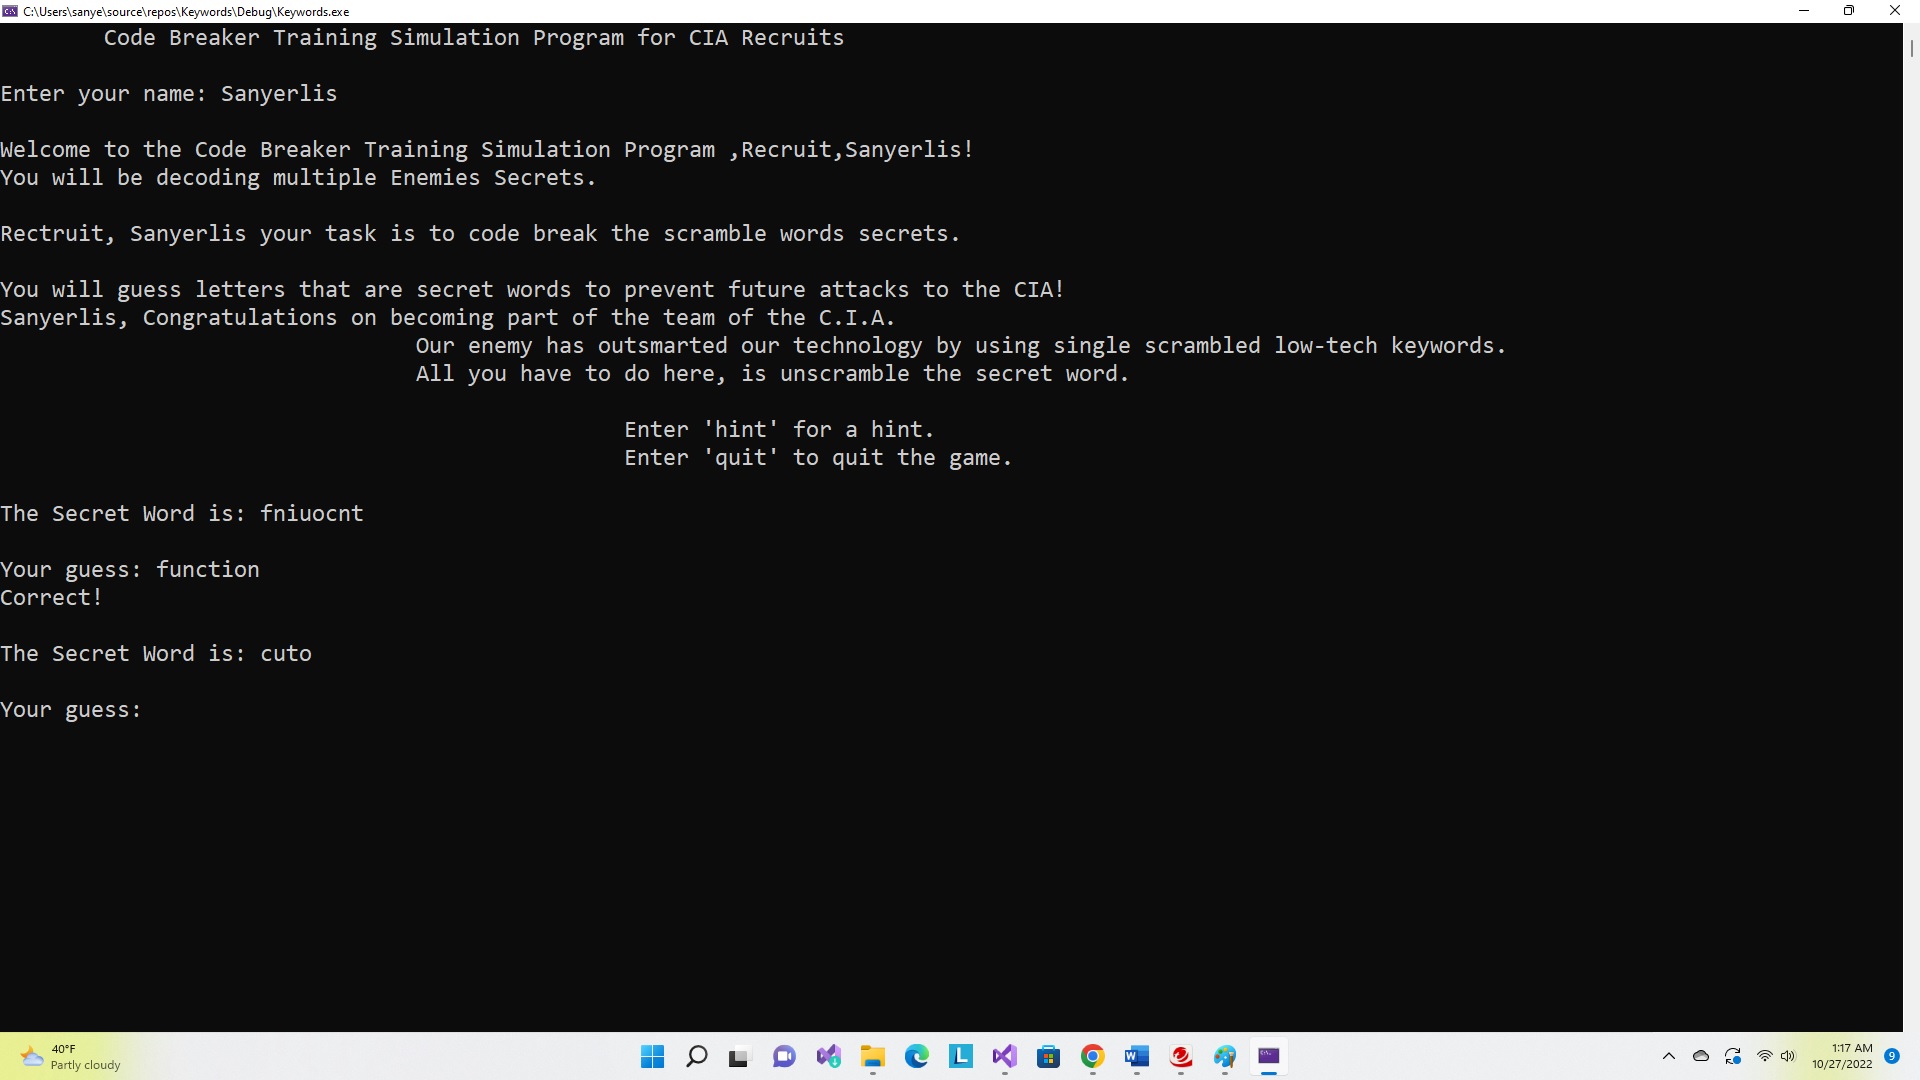 C:\Users\sanye\source\repos\Keywords\Debug\Keywords.exe
Code Breaker Training Simulation Program for CIA Recruits
Enter your name: Sanyerlis
Welcome to the Code Breaker Training Simulation Program ,Recruit,Sanyerlis!
You will be decoding multiple Enemies Secrets.
Rectruit, Sanyerlis your task is to code break the scramble words secrets.
You will guess letters that are secret words to prevent future attacks to the CIA!
Sanyerlis, Congratulations on becoming part of the team of the C.I.A.
Our enemy has outsmarted our technology by using single scrambled low-tech keywords.
All you have to do here, is unscramble the secret word.
Enter 'hint' for a hint.
Enter 'quit' to quit the game.
The Secret Word is: fniuocnt
Your guess: function
Correct!
The Secret Word is: cuto
Your guess:
40°F
Partly cloudy
L
W
1:17 AM
10/27/2022
9